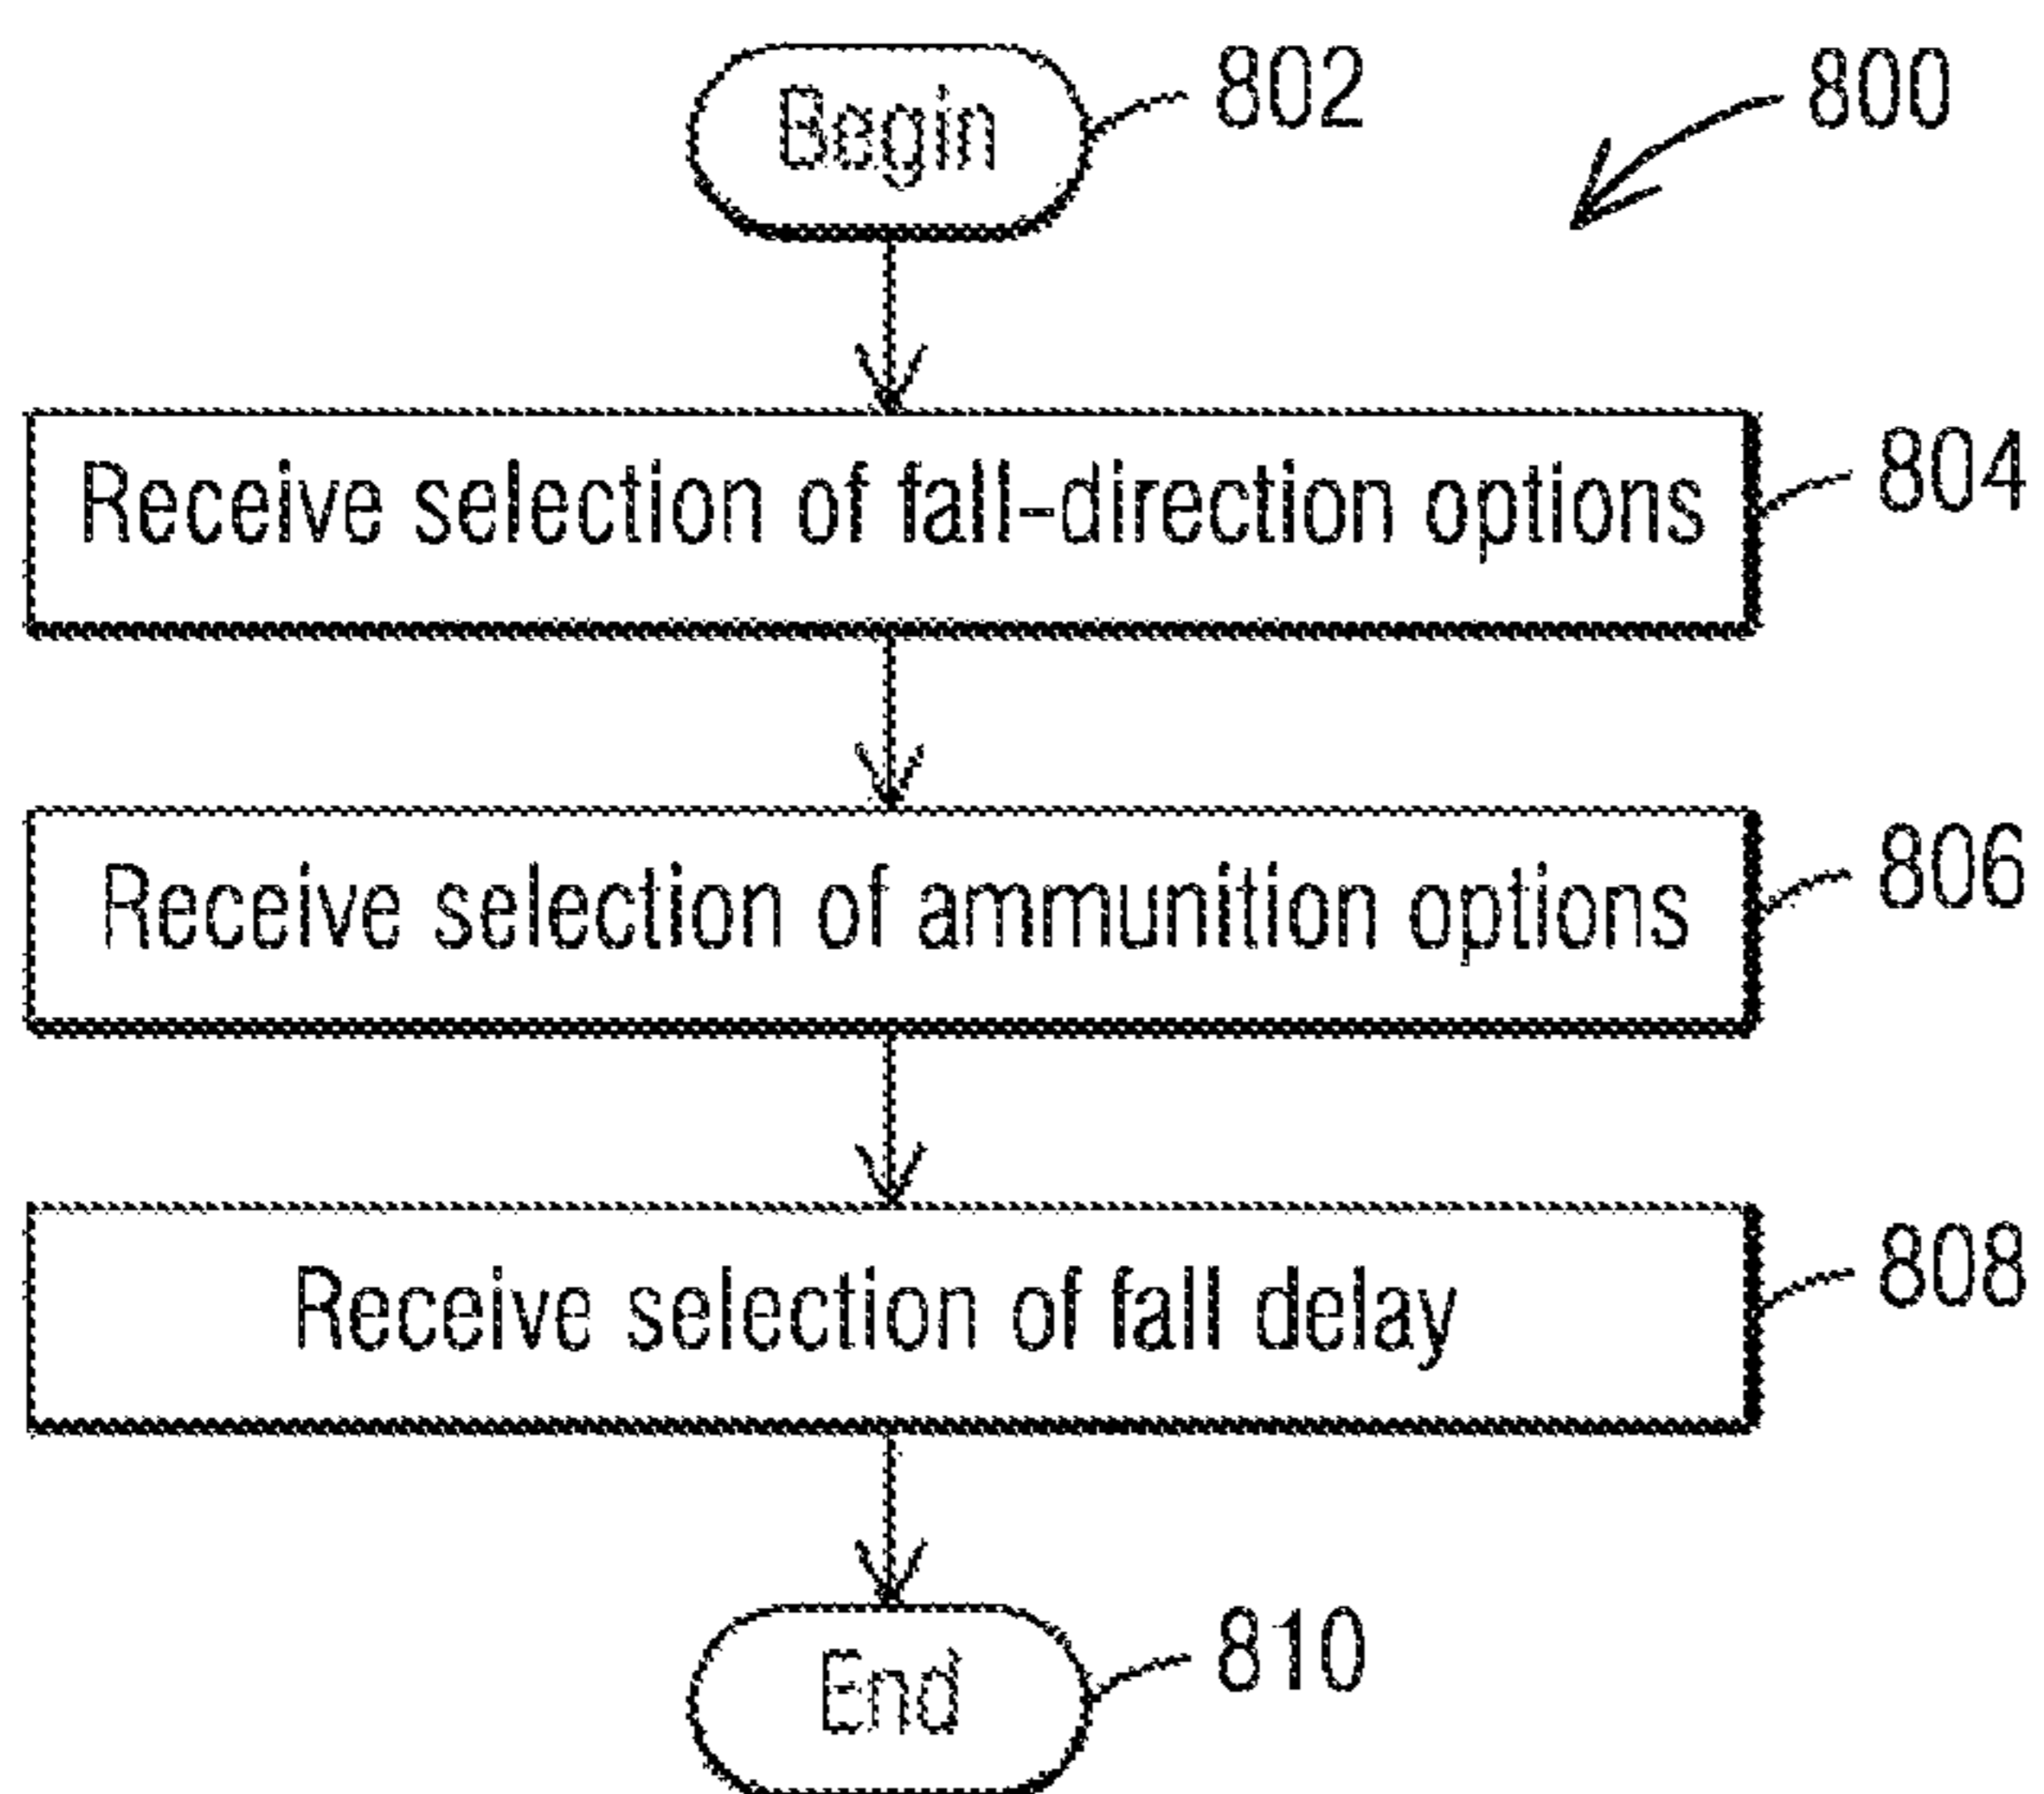 Begin
802
800
Receive selection of fall-direction options
804
Receive selection of ammunition options
806
Receive selection of fall delay
808
End
810